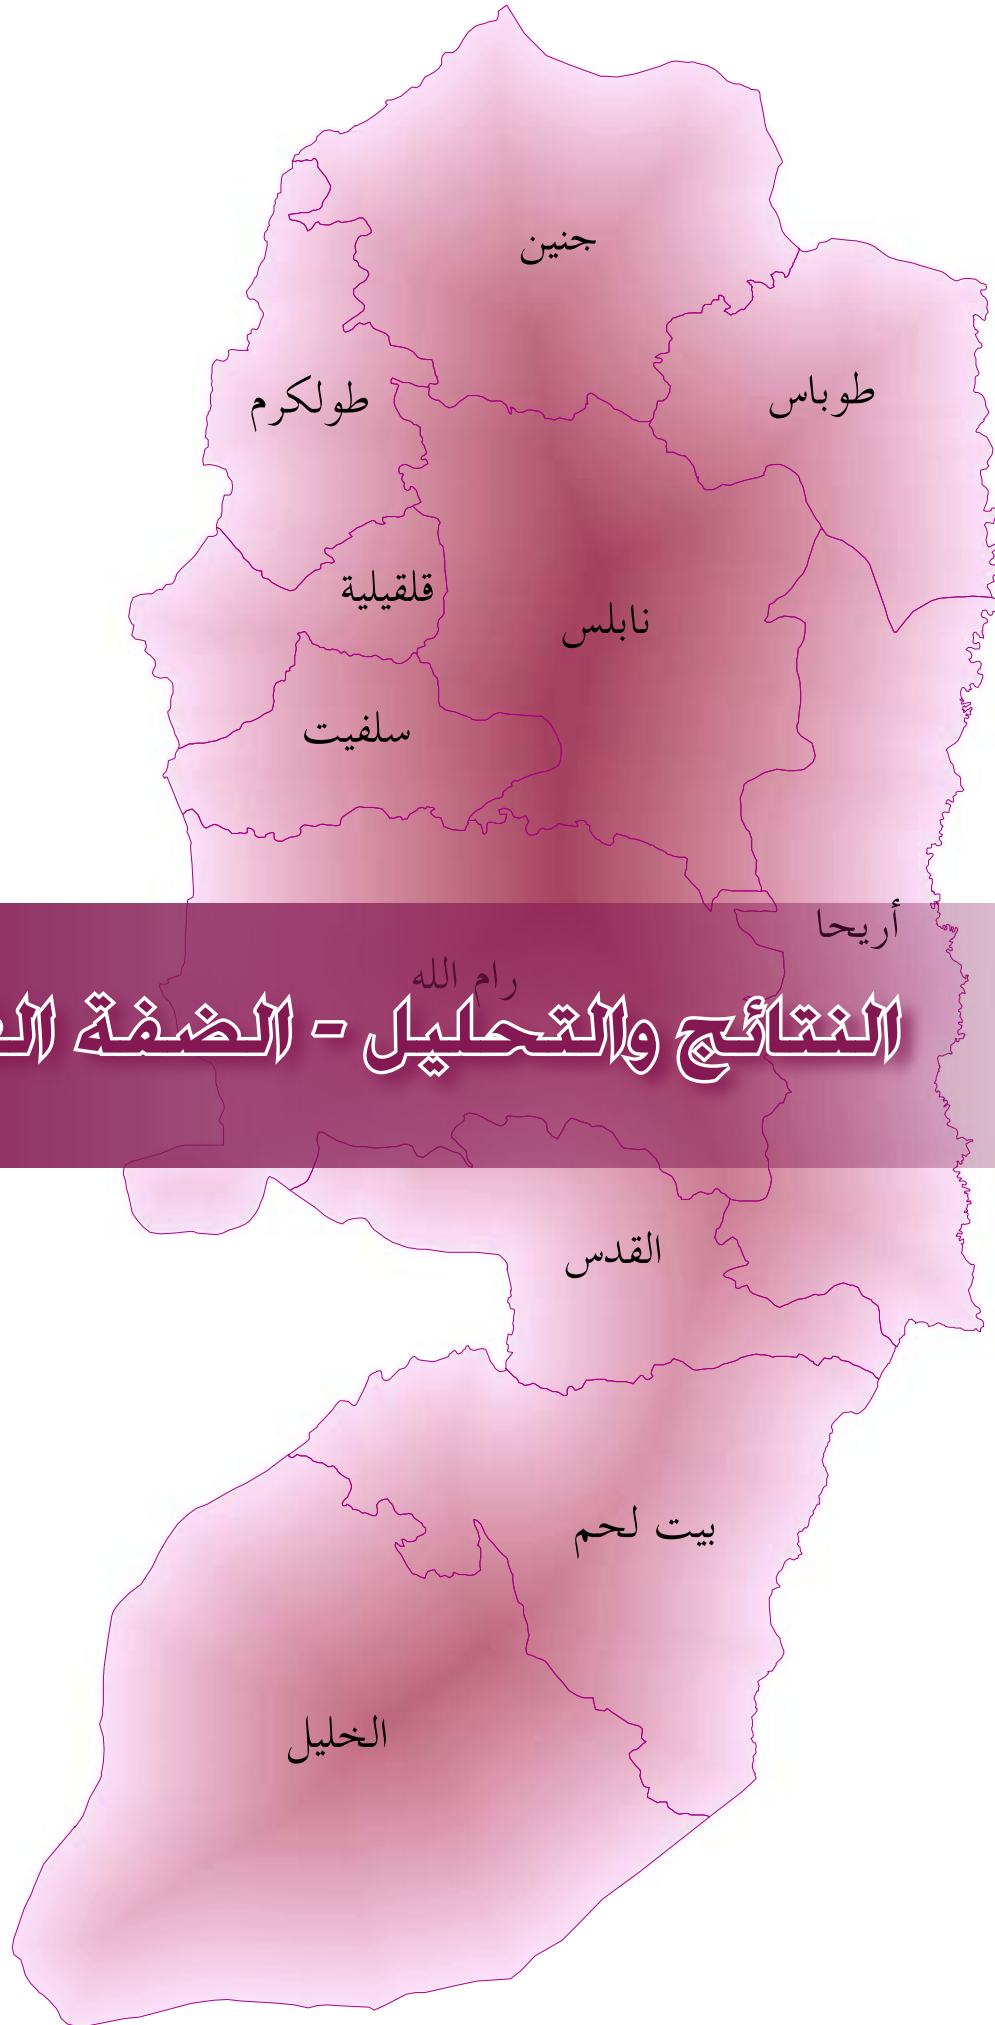 جنين
طوباس
طولكرم
قلقيلية
نابلس
سلفيت
أريحا
رام الله
النتائج والتحليل - الضفة
القدس
بيت لحم
الخليل